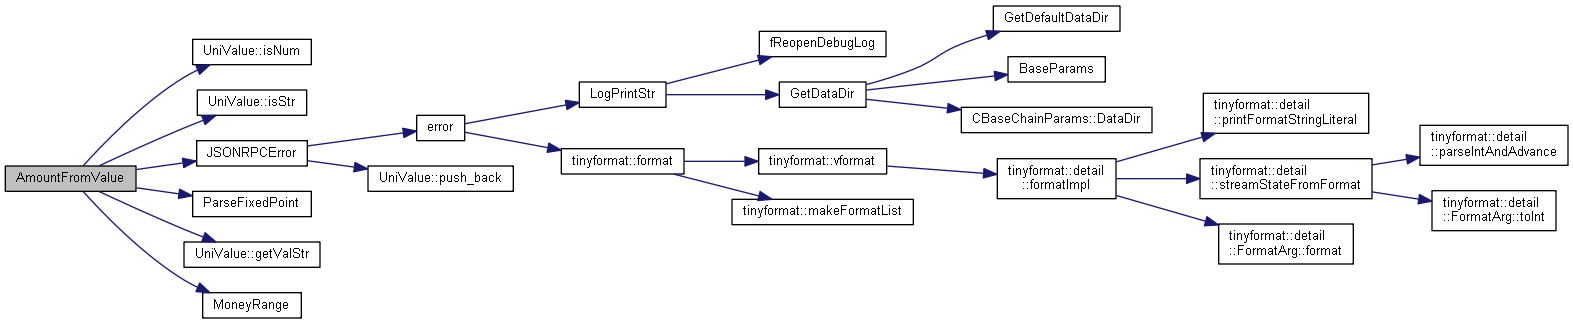 AmountFromValue
UniValue::isNum
UniValue::isStr
JSONRPCError
ParseFixedPoint
UniValue::getValStr
MoneyRange
error
UniValue::push_back
LogPrintStr
tinyformat::format
fReopenDebugLog
GetDataDir
tinyformat::vformat
tinyformat::makeFormatList
GetDefaultDataDir
BaseParams
CBaseChainParams::DataDir
tinyformat::detail
::formatImpl
tinyformat::detail
::printFormatStringLiteral
tinyformat::detail
::streamStateFromFormat
tinyformat::detail
::FormatArg::format
tinyformat::detail
::parseIntAndAdvance
tinyformat::detail
::FormatArg::toInt